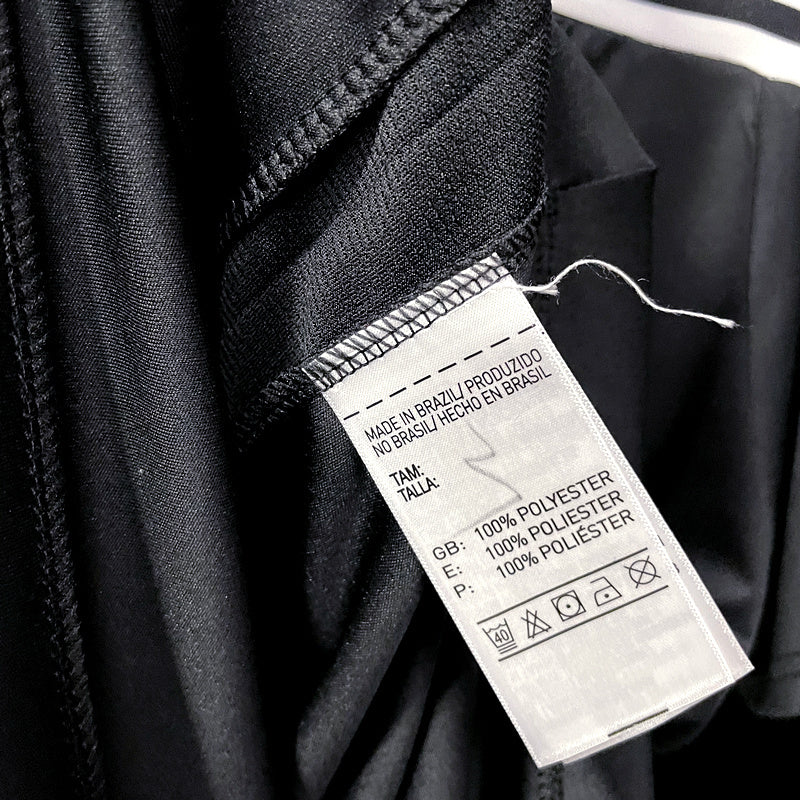 MADE IN BRAZIL/ PRODUZIDO
NO BRASIL/ HECHO EN BRASIL
TAM:
TALLA:
GB: 100% POLYESTER
E: 100% POLIESTER
P: 100% POLIÉSTER
40